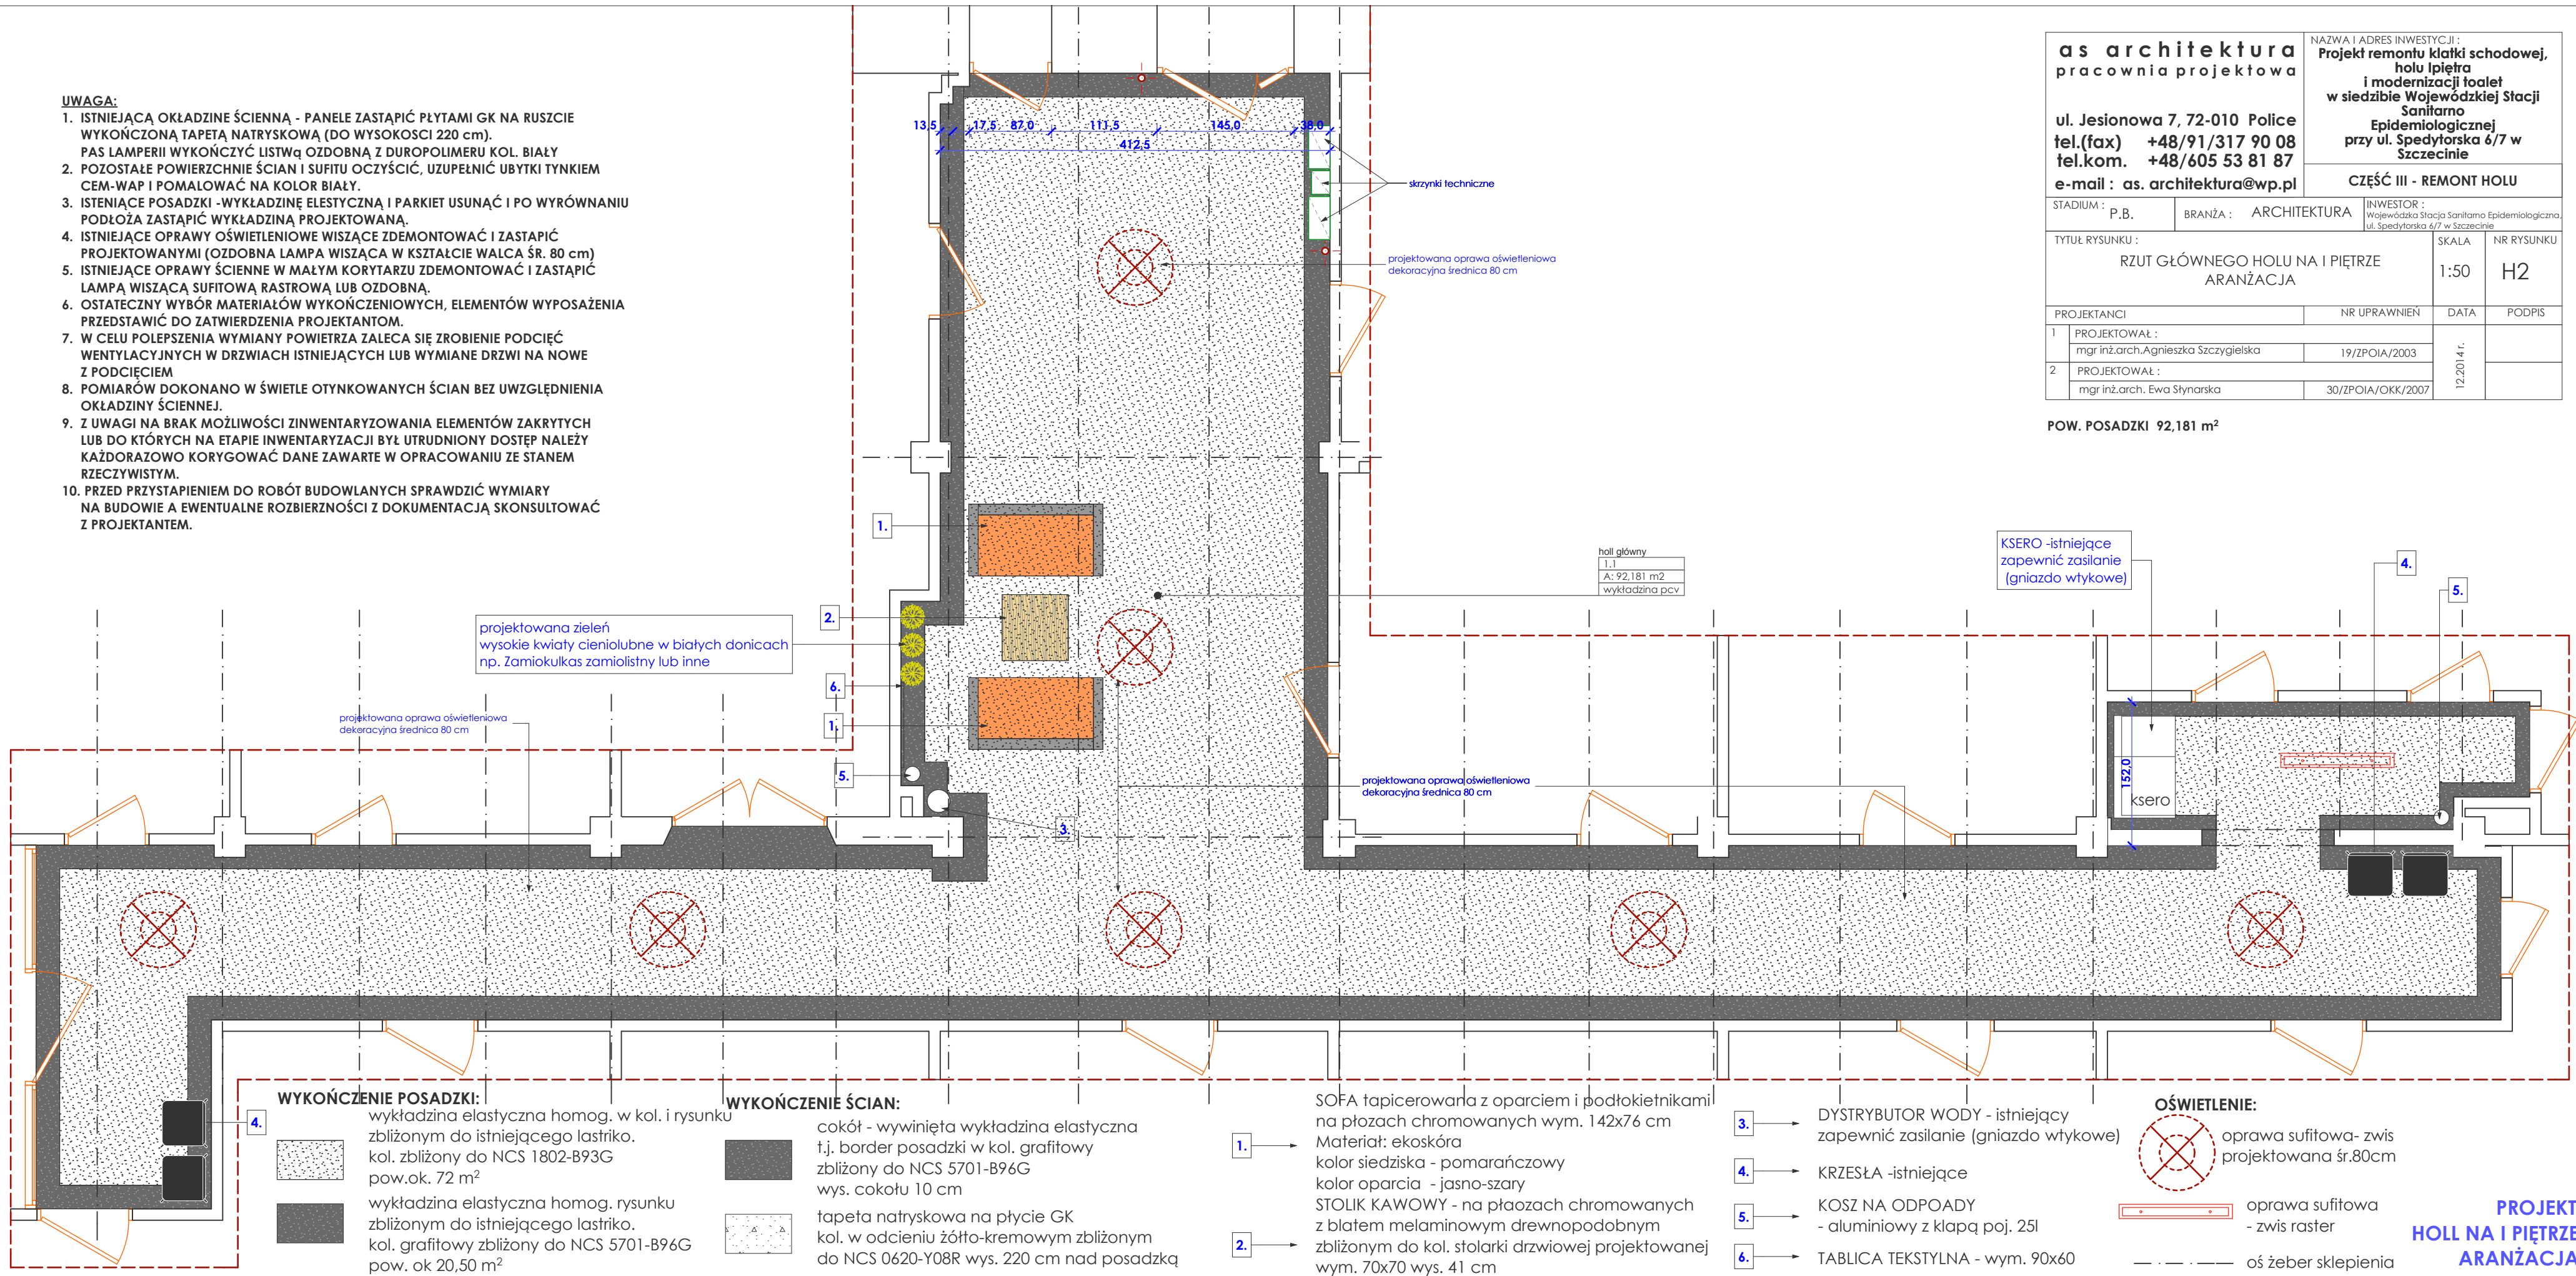 UWAGA:
1. ISTNIEJĄCĄ OKŁADZINE ŚCIENNĄ - PANELE ZASTĄPIĆ PŁYTAMI GK NA RUSZCIE
WYKOŃCZONĄ TAPETĄ NATRYSKOWĄ (DO WYSOKOSCI 220 cm).
PAS LAMPERII WYKOŃCZYĆ LISTWą OZDOBNĄ Z DUROPOLIMERU KOL. BIAŁY
2. POZOSTAŁE POWIERZCHNIE ŚCIAN I SUFITU OCZYŚCIĆ, UZUPEŁNIĆ UBYTKI TYNKIEM
CEM-WAP I POMALOWAĆ NA KOLOR BIAŁY.
3. ISTENIĄCE POSADZKI -WYKŁADZINĘ ELESTYCZNĄ I PARKIET USUNĄĆ I PO WYRÓWNANIU
PODŁOŻA ZASTĄPIĆ WYKŁADZINĄ PROJEKTOWANĄ.
4. ISTNIEJĄCE OPRAWY OŚWIETLENIOWE WISZĄCE ZDEMONTOWAĆ I ZASTAPIĆ
PROJEKTOWANYMI (OZDOBNA LAMPA WISZĄCA W KSZTAŁCIE WALCA ŚR. 80 cm)
5. ISTNIEJĄCE OPRAWY ŚCIENNE W MAŁYM KORYTARZU ZDEMONTOWAĆ I ZASTĄPIĆ
LAMPĄ WISZĄCĄ SUFITOWĄ RASTROWĄ LUB OZDOBNĄ.
6. OSTATECZNY WYBÓR MATERIAŁÓW WYKOŃCZENIOWYCH, ELEMENTÓW WYPOSAŻENIA
PRZEDSTAWIĆ DO ZATWIERDZENIA PROJEKTANTOM.
7. W CELU POLEPSZENIA WYMIANY POWIETRZA ZALECA SIĘ ZROBIENIE PODCIĘĆ
WENTYLACYJNYCH W DRZWIACH ISTNIEJĄCYCH LUB WYMIANE DRZWI NA NOWE
Z PODCIĘCIEM
8. POMIARÓW DOKONANO W ŚWIETLE OTYNKOWANYCH ŚCIAN BEZ UWZGLĘDNIENIA
OKŁADZINY ŚCIENNEJ.
9. Z UWAGI NA BRAK MOŻLIWOŚCI ZINWENTARYZOWANIA ELEMENTÓW ZAKRYTYCH
LUB DO KTÓRYCH NA ETAPIE INWENTARYZACJI BYŁ UTRUDNIONY DOSTĘP NALEŻY
KAŻDORAZOWO KORYGOWAĆ DANE ZAWARTE W OPRACOWANIU ZE STANEM
RZECZYWISTYM.
10. PRZED PRZYSTAPIENIEM DO ROBÓT BUDOWLANYCH SPRAWDZIĆ WYMIARY
NA BUDOWIE A EWENTUALNE ROZBIERZNOŚCI Z DOKUMENTACJĄ SKONSULTOWAĆ
Z PROJEKTANTEM.
as architektura
pracownia projektowa
ul. Jesionowa 7, 72-010 Police
tel.(fax) +48/91/317 90 08
tel.kom. +48/605 53 81 87
e-mail : as. architektura@wp.pl
NAZWA I ADRES INWESTYCJI :
Projekt remontu klatki schodowej,
holu Ipiętra
i modernizacji toalet
w siedzibie Wojewódzkiej Stacji
Sanitarno
Epidemiologicznej
przy ul. Spedytorska 6/7 w
Szczecinie
CZĘŚĆ III - REMONT HOLU
STADIUM : P.B.
BRANŻA : ARCHITEKTURA
INWESTOR :
Wojewódzka Stacja Sanitarno Epidemiologiczna,
ul. Spedytorska 6/7 w Szczecinie
TYTUŁ RYSUNKU :
RZUT GŁÓWNEGO HOLU NA I PIĘTRZE
ARANŻACJA
SKALA
1:50
NR RYSUNKU
H2
PROJEKTANCI
NR UPRAWNIEŃ
DATA
PODPIS
1 PROJEKTOWAŁ :
mgr inż.arch.Agnieszka Szczygielska
19/ZPOIA/2003
2 PROJEKTOWAŁ :
mgr inż.arch. Ewa Słynarska
30/ZPOIA/OKK/2007
12.2014 r.
POW. POSADZKI 92,181 m²
13,5 17,5 87,0 111,5 145,0 38,0
412,5
skrzynki techniczne
projektowana oprawa oświetleniowa
dekoracyjna średnica 80 cm
1.
holl główny
1.1
A: 92,181 m2
wykładzina pcv
KSERO -istniejące
zapewnić zasilanie
(gniazdo wtykowe)
4.
5.
2.
projektowana zieleń
wysokie kwiaty cieniolubne w białych donicach
np. Zamiokulkas zamiolistny lub inne
6.
1.
projektowana oprawa oświetleniowa
dekoracyjna średnica 80 cm
5.
projektowana oprawa oświetleniowa
dekoracyjna średnica 80 cm
3.
152,0
ksero
4.
WYKOŃCZENIE POSADZKI:
wykładzina elastyczna homog. w kol. i rysunku
zbliżonym do istniejącego lastriko.
kol. zbliżony do NCS 1802-B93G
pow.ok. 72 m²
wykładzina elastyczna homog. rysunku
zbliżonym do istniejącego lastriko.
kol. grafitowy zbliżony do NCS 5701-B96G
pow. ok 20,50 m²
WYKOŃCZENIE ŚCIAN:
cokół - wywinięta wykładzina elastyczna
t.j. border posadzki w kol. grafitowy
zbliżony do NCS 5701-B96G
wys. cokołu 10 cm
tapeta natryskowa na płycie GK
kol. w odcieniu żółto-kremowym zbliżonym
do NCS 0620-Y08R wys. 220 cm nad posadzką
1.
SOFA tapicerowana z oparciem i podłokietnikami
na płozach chromowanych wym. 142x76 cm
Materiał: ekoskóra
kolor siedziska - pomarańczowy
kolor oparcia - jasno-szary
2.
STOLIK KAWOWY - na płaozach chromowanych
z blatem melaminowym drewnopodobnym
zbliżonym do kol. stolarki drzwiowej projektowanej
wym. 70x70 wys. 41 cm
3.
DYSTRYBUTOR WODY - istniejący
zapewnić zasilanie (gniazdo wtykowe)
4.
KRZESŁA -istniejące
5.
KOSZ NA ODPOADY
- aluminiowy z klapą poj. 25l
6.
TABLICA TEKSTYLNA - wym. 90x60
OŚWIETLENIE:
oprawa sufitowa- zwis
projektowana śr.80cm
oprawa sufitowa
- zwis raster
oś żeber sklepienia
PROJEKT
HOLL NA I PIĘTRZE
ARANŻACJA